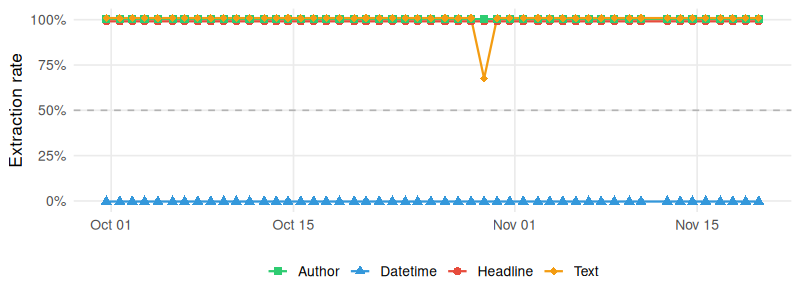 Extraction rate
100%
75%
50%
25%
0%
Oct 01 Oct 15 Nov 01 Nov 15
Author Datetime Headline Text